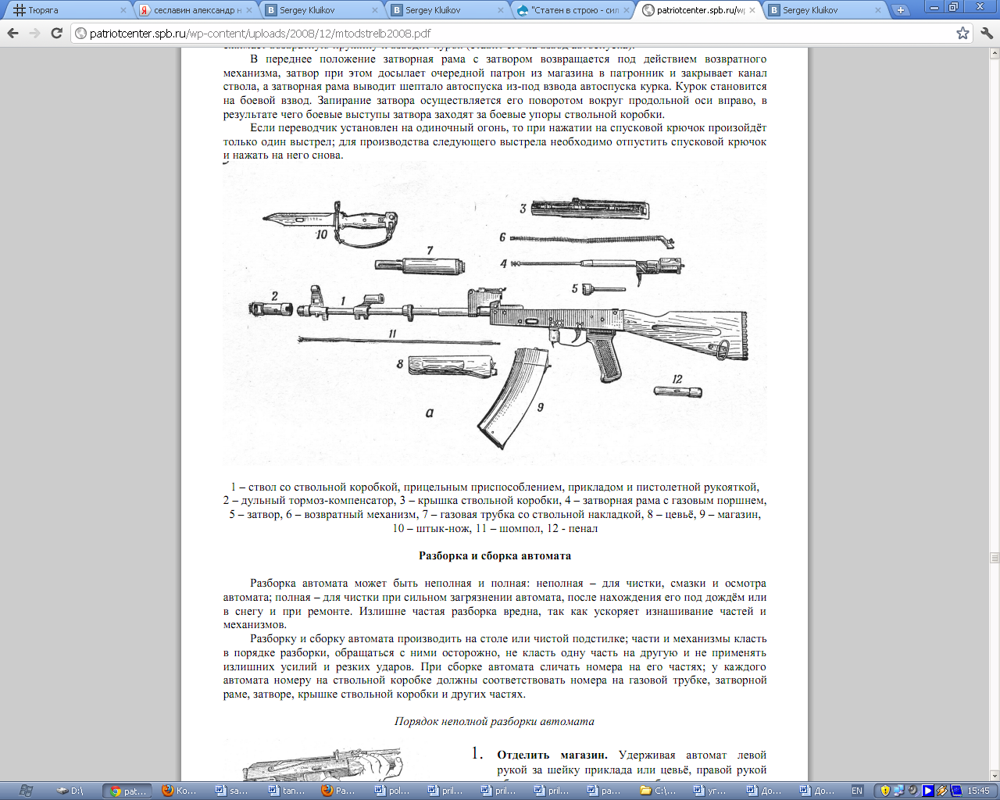 Тюряга
сеславин александр н
Sergey Kluikov
Sergey Kluikov
"Статен в строю - сил
patriotcenter.spb.ru/wp
Sergey Kluikov
patriotcenter.spb.ru/wp-content/uploads/2008/12/mtodstrelb2008.pdf
В переднее положение затворная рама с затвором возвращается под действием возвратного
механизма, затвор при этом досылает очередной патрон из магазина в патронник и закрывает канал
ствола, а затворная рама выводит шептало автоспуска из-под взвода автоспуска курка. Курок становится
на боевой взвод. Запирание затвора осуществляется его поворотом вокруг продольной оси вправо, в
результате чего боевые выступы затвора заходят за боевые упоры ствольной коробки.
Если переводчик установлен на одиночный огонь, то при нажатии на спусковой крючок произойдёт
только один выстрел; для производства следующего выстрела необходимо отпустить спусковой крючок
и нажать на него снова.
3
10
6
7
4
5
2
1
11
8
12
9
а
1 – ствол со ствольной коробкой, прицельным приспособлением, прикладом и пистолетной рукояткой,
2 – дульный тормоз-компенсатор, 3 – крышка ствольной коробки, 4 – затворная рама с газовым поршнем,
5 – затвор, 6 – возвратный механизм, 7 – газовая трубка со ствольной накладкой, 8 – цевьё, 9 – магазин,
10 – штык-нож, 11 – шомпол, 12 - пенал
Разборка и сборка автомата
Разборка автомата может быть неполная и полная: неполная – для чистки, смазки и осмотра
автомата; полная – для чистки при сильном загрязнении автомата, после нахождения его под дождём или
в снегу и при ремонте. Излишне частая разборка вредна, так как ускоряет изнашивание частей и
механизмов.
Разборку и сборку автомата производить на столе или чистой подстилке; части и механизмы класть
в порядке разборки, обращаться с ними осторожно, не класть одну часть на другую и не применять
излишних усилий и резких ударов. При сборке автомата сличать номера на его частях; у каждого
автомата номеру на ствольной коробке должны соответствовать номера на газовой трубке, затворной
раме, затворе, крышке ствольной коробки и других частях.
Порядок неполной разборки автомата
1. Отделить магазин. Удерживая автомат левой
рукой за шейку приклада или цевьё, правой рукой
D:\
pat...
Ko...
sa...
tan...
Pa...
pol...
pril...
pril...
pril...
pa...
C:\...
уг...
До...
До...
EN
15:45